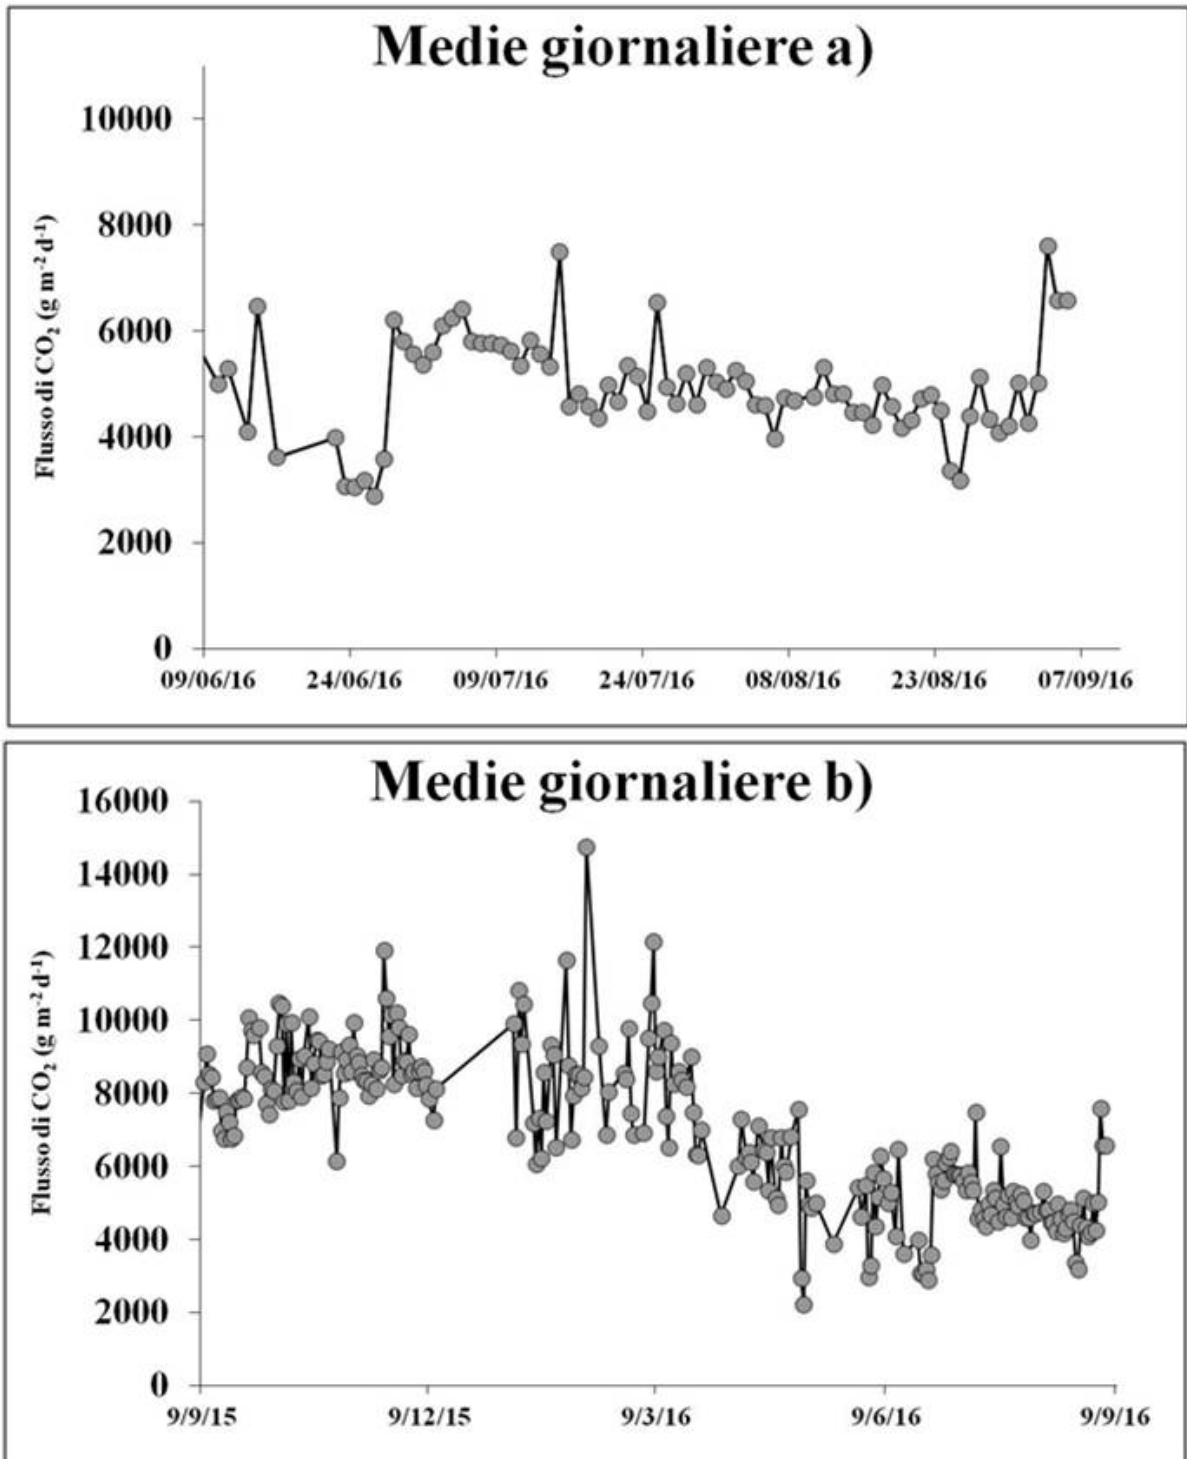 Medie giornaliere a)
10000
8000
6000
4000
2000
0
Flusso di CO₂ (g m⁻² d⁻¹)
09/06/16 24/06/16 09/07/16 24/07/16 08/08/16 23/08/16 07/09/16
Medie giornaliere b)
16000
14000
12000
10000
8000
6000
4000
2000
0
Flusso di CO₂ (g m⁻² d⁻¹)
9/9/15 9/12/15 9/3/16 9/6/16 9/9/16